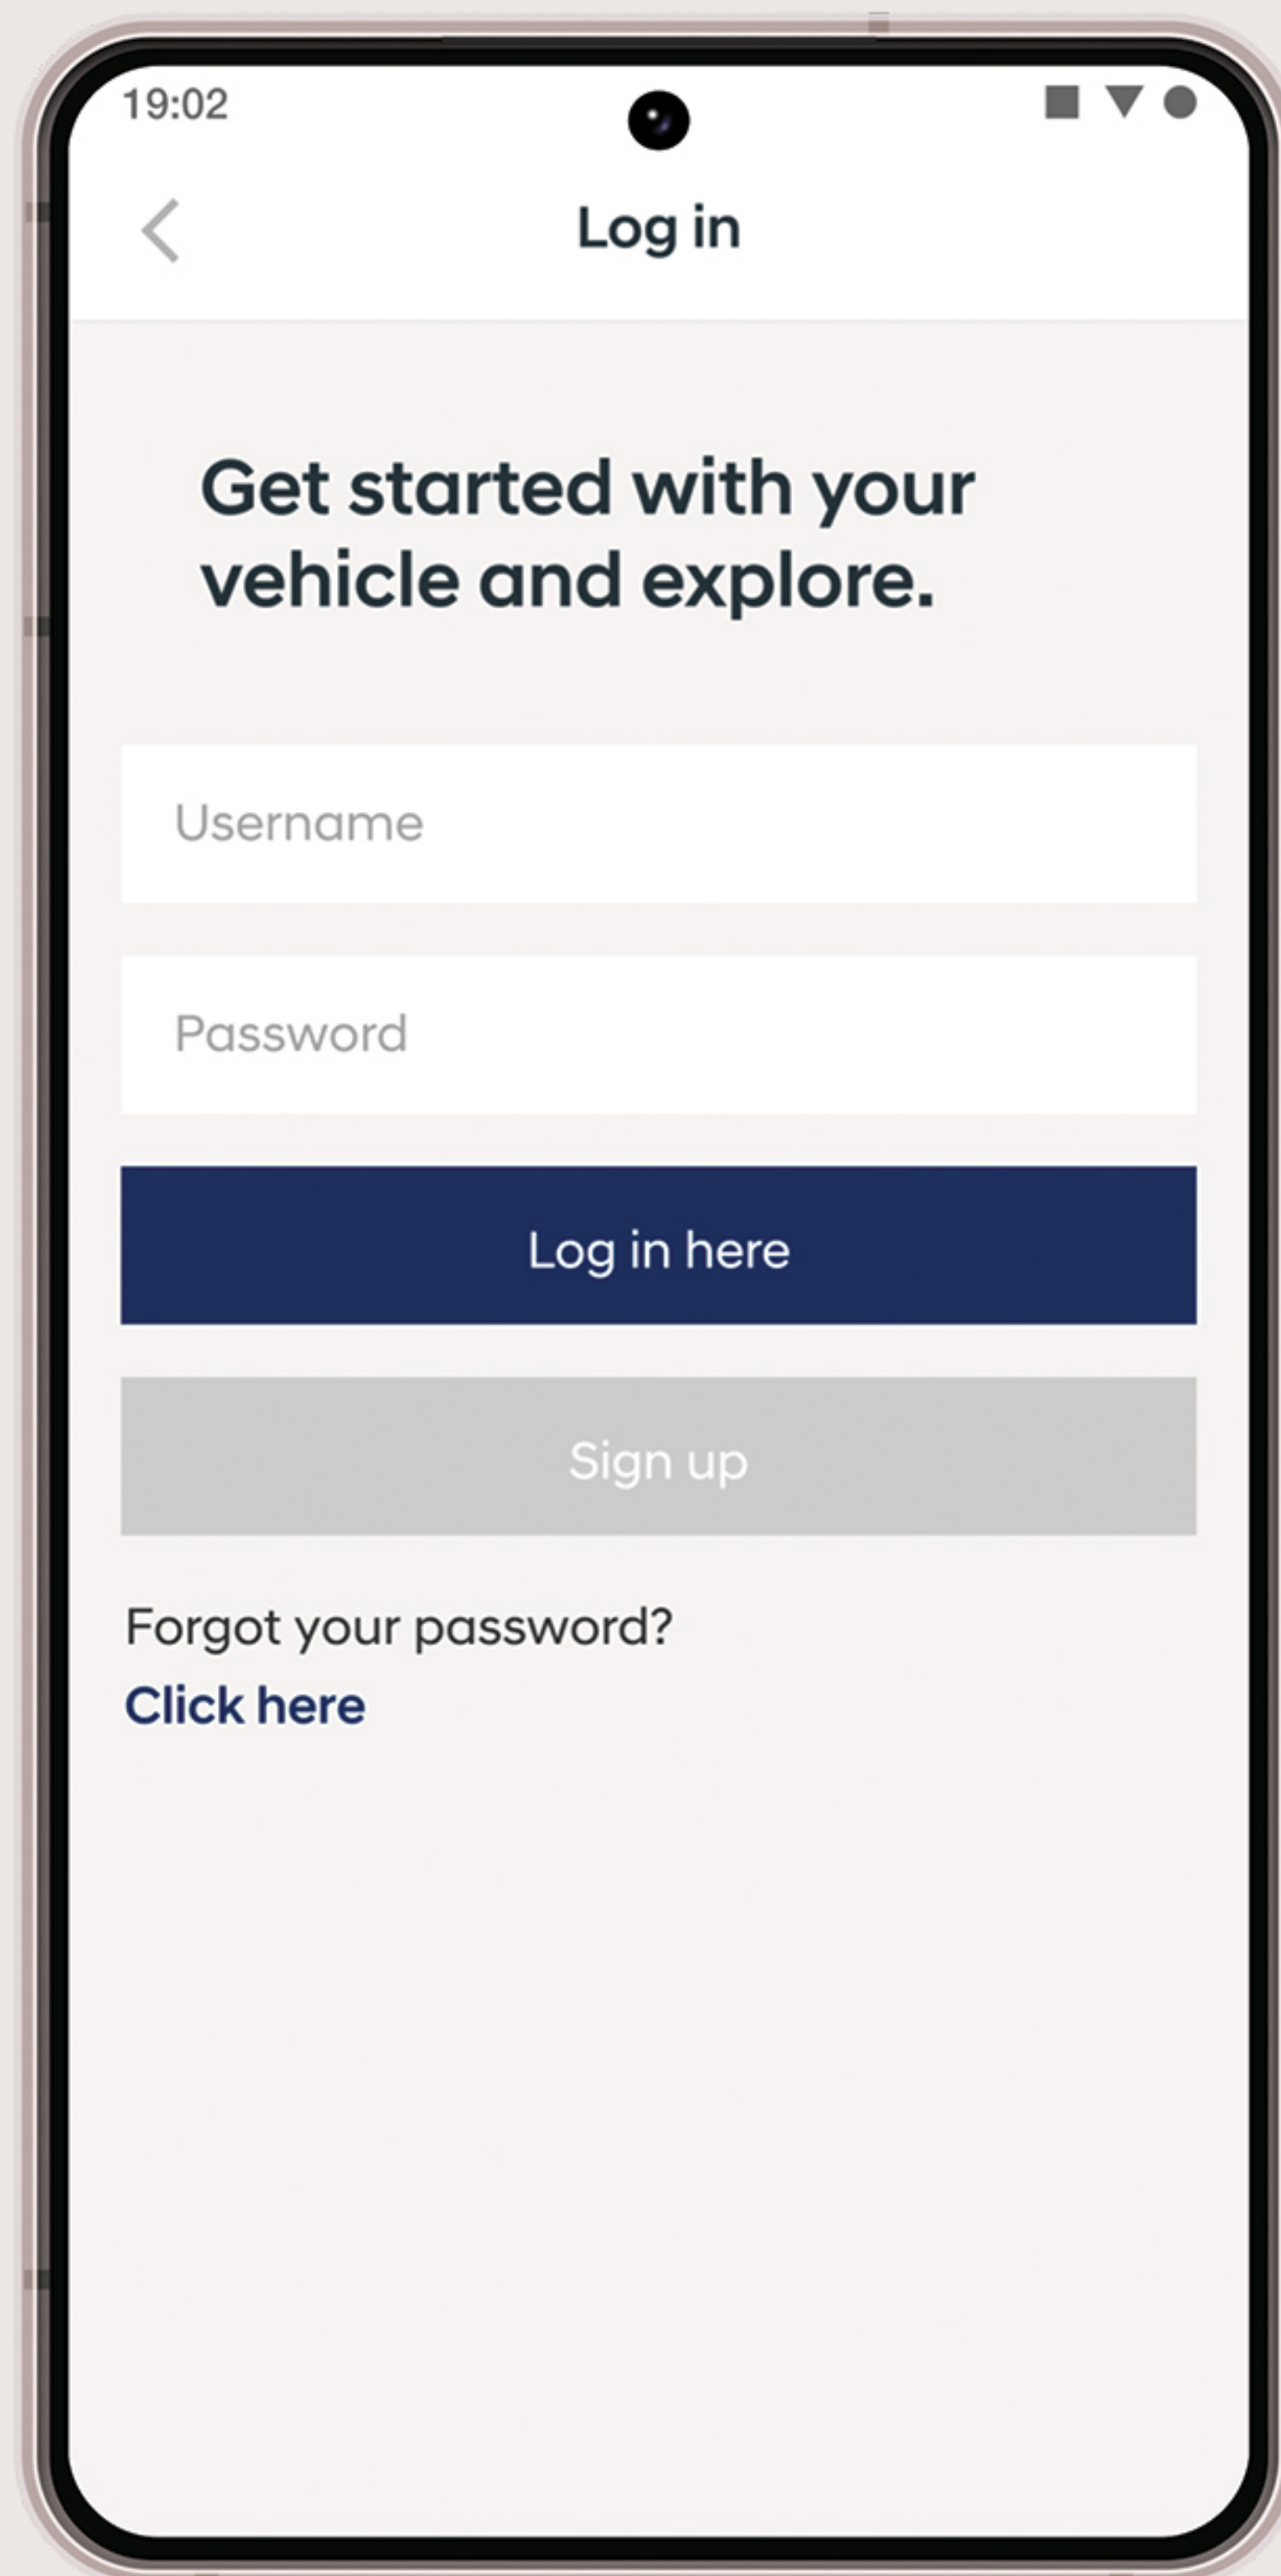 19:02
Log in
Get started with your
vehicle and explore.
Username
Password
Log in here
Sign up
Forgot your password?
Click here